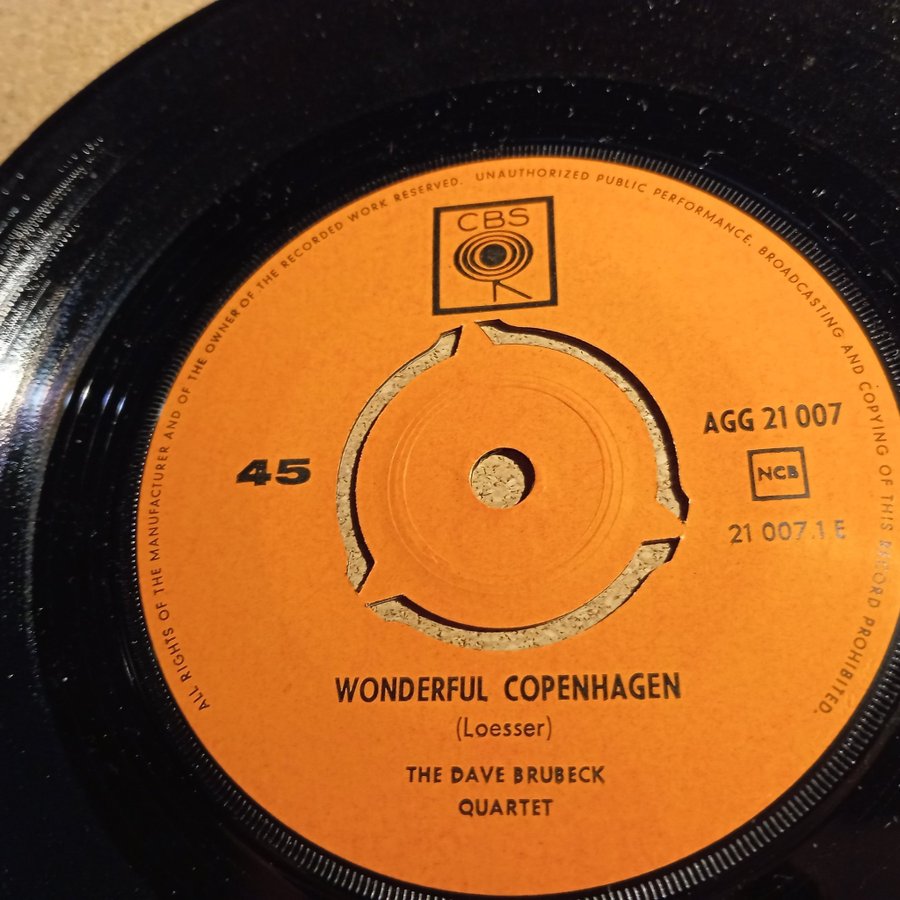 ALL RIGHTS OF THE MANUFACTURER AND OF THE OWNER OF THE RECORDED WORK RESERVED. UNAUTHORIZED PUBLIC PERFORMANCE, BROADCASTING AND COPYING OF THIS RECORD PROHIBITED.
CBS
45
AGG 21 007
NCB
21 007.1 E
WONDERFUL COPENHAGEN
(Loesser)
THE DAVE BRUBECK
QUARTET